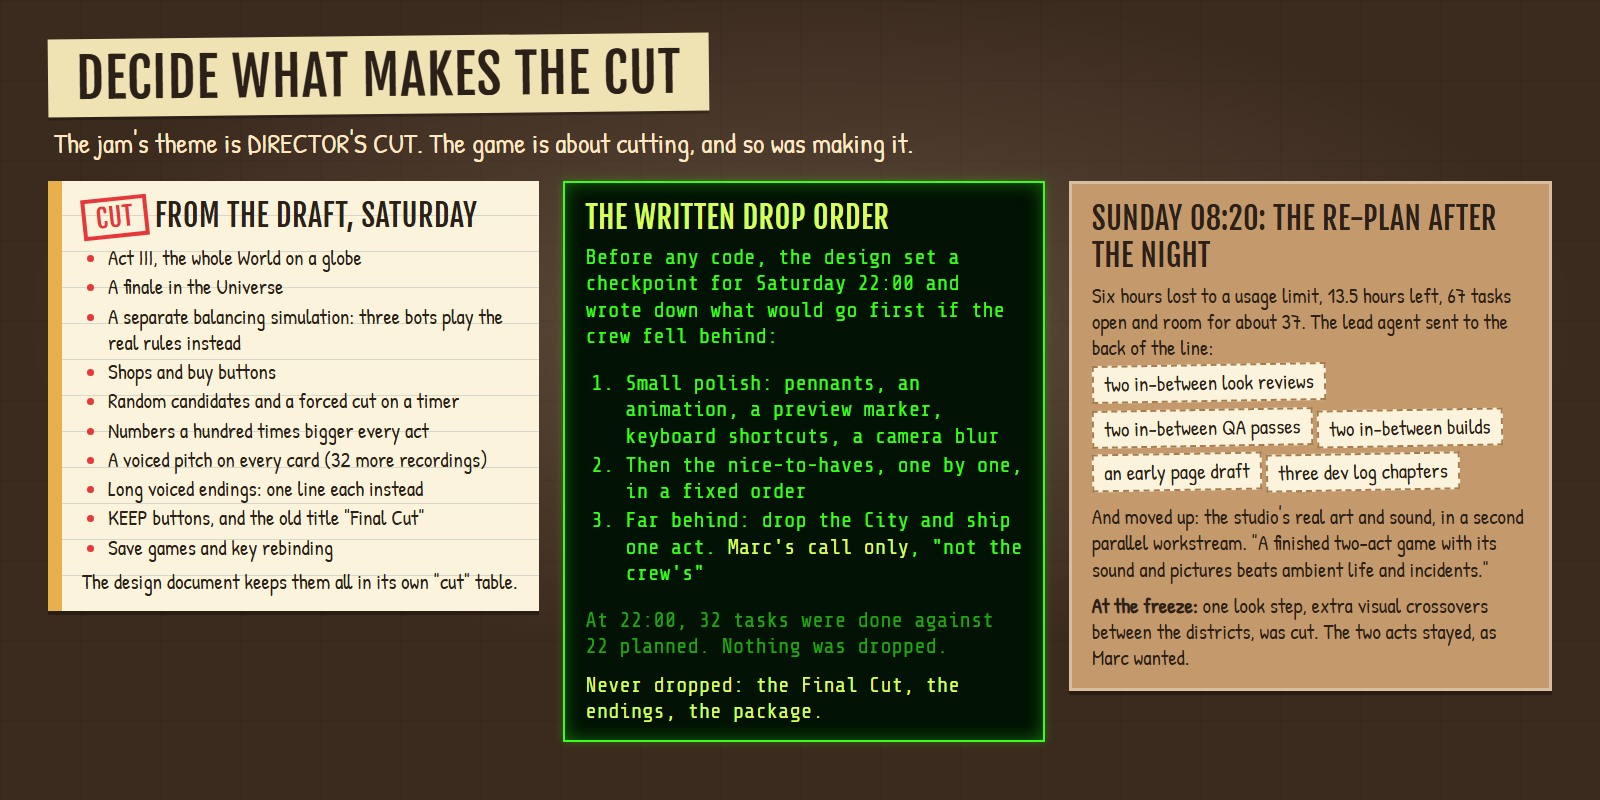 DECIDE WHAT MAKES THE CUT
The jam's theme is DIRECTOR'S CUT. The game is about cutting, and so was making it.
CUT FROM THE DRAFT, SATURDAY
Act III, the whole World on a globe
A finale in the Universe
A separate balancing simulation: three bots play the
real rules instead
Shops and buy buttons
Random candidates and a forced cut on a timer
Numbers a hundred times bigger every act
A voiced pitch on every card (32 more recordings)
Long voiced endings: one line each instead
KEEP buttons, and the old title "Final Cut"
Save games and key rebinding
The design document keeps them all in its own "cut" table.
THE WRITTEN DROP ORDER
Before any code, the design set a
checkpoint for Saturday 22:00 and
wrote down what would go first if the
crew fell behind:
1. Small polish: pennants, an
animation, a preview marker,
keyboard shortcuts, a camera blur
2. Then the nice-to-haves, one by one,
in a fixed order
3. Far behind: drop the City and ship
one act. Marc's call only, "not the
crew's"
At 22:00, 32 tasks were done against
22 planned. Nothing was dropped.
Never dropped: the Final Cut, the
endings, the package.
SUNDAY 08:20: THE RE-PLAN AFTER
THE NIGHT
Six hours lost to a usage limit, 13.5 hours left, 67 tasks
open and room for about 37. The lead agent sent to the
back of the line:
two in-between look reviews
two in-between QA passes two in-between builds
an early page draft three dev log chapters
And moved up: the studio's real art and sound, in a second
parallel workstream. "A finished two-act game with its
sound and pictures beats ambient life and incidents."
At the freeze: one look step, extra visual crossovers
between the districts, was cut. The two acts stayed, as
Marc wanted.